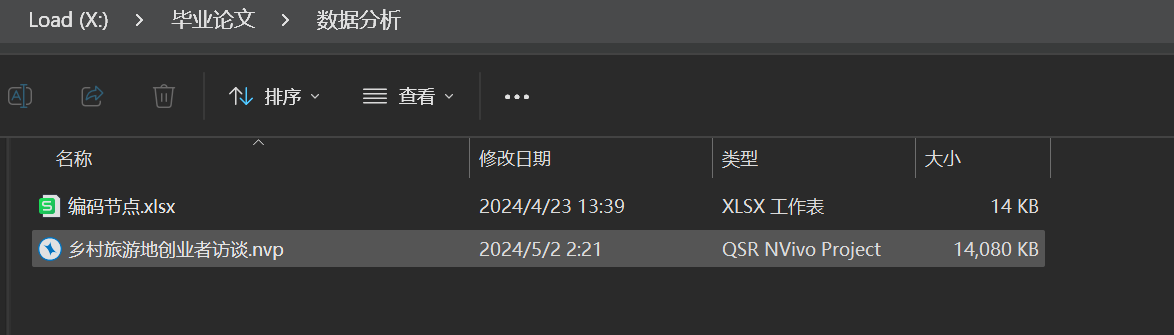 Load (X:) > 毕业论文 > 数据分析
排序 查看
名称 修改日期 类型 大小
编码节点.xlsx 2024/4/23 13:39 XLSX 工作表 14 KB
乡村旅游地创业者访谈.nvp 2024/5/2 2:21 QSR NVivo Project 14,080 KB